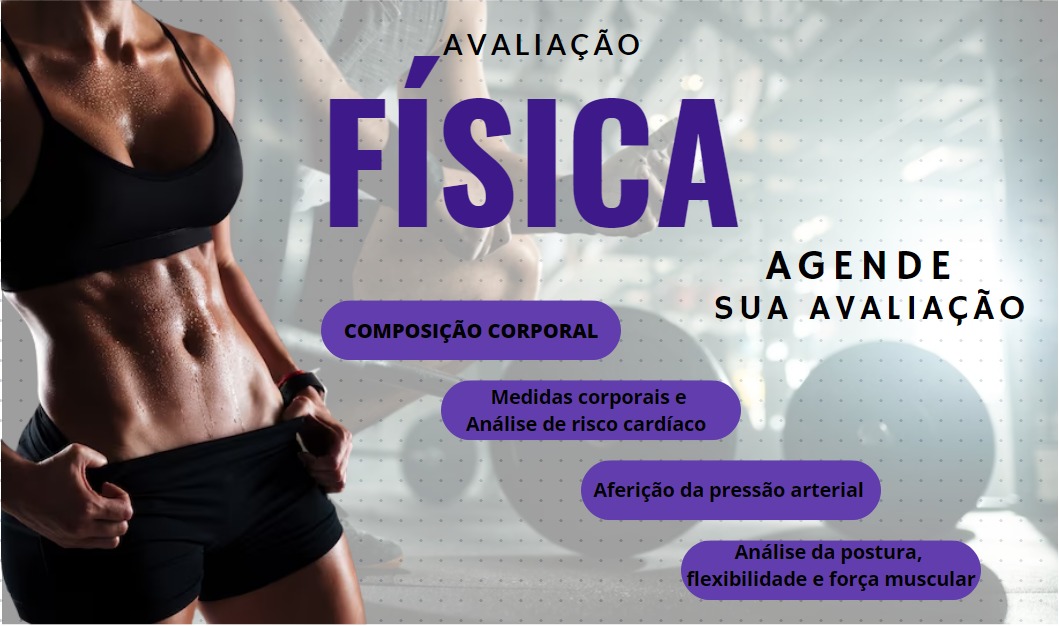 AVALIAÇÃO
FÍSICA
AGENDE
SUA AVALIAÇÃO
COMPOSIÇÃO CORPORAL
Medidas corporais e
Análise de risco cardíaco
Aferição da pressão arterial
Análise da postura,
flexibilidade e força muscular